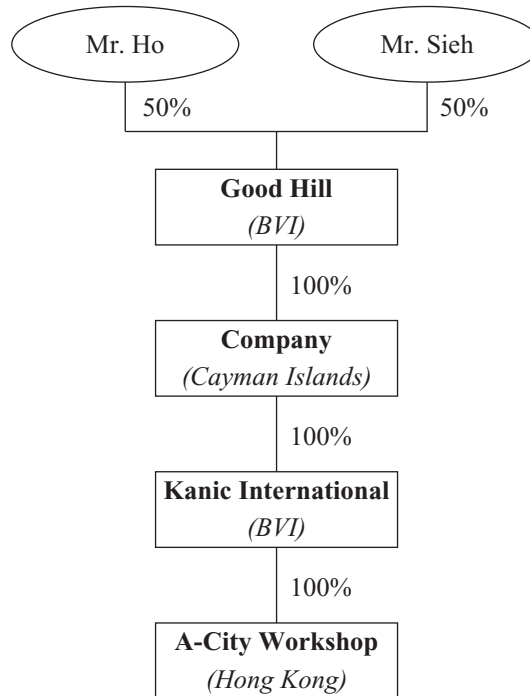 Mr. Ho
Mr. Sieh
50%
50%
Good Hill
(BVI)
100%
Company
(Cayman Islands)
100%
Kanic International
(BVI)
100%
A-City Workshop
(Hong Kong)